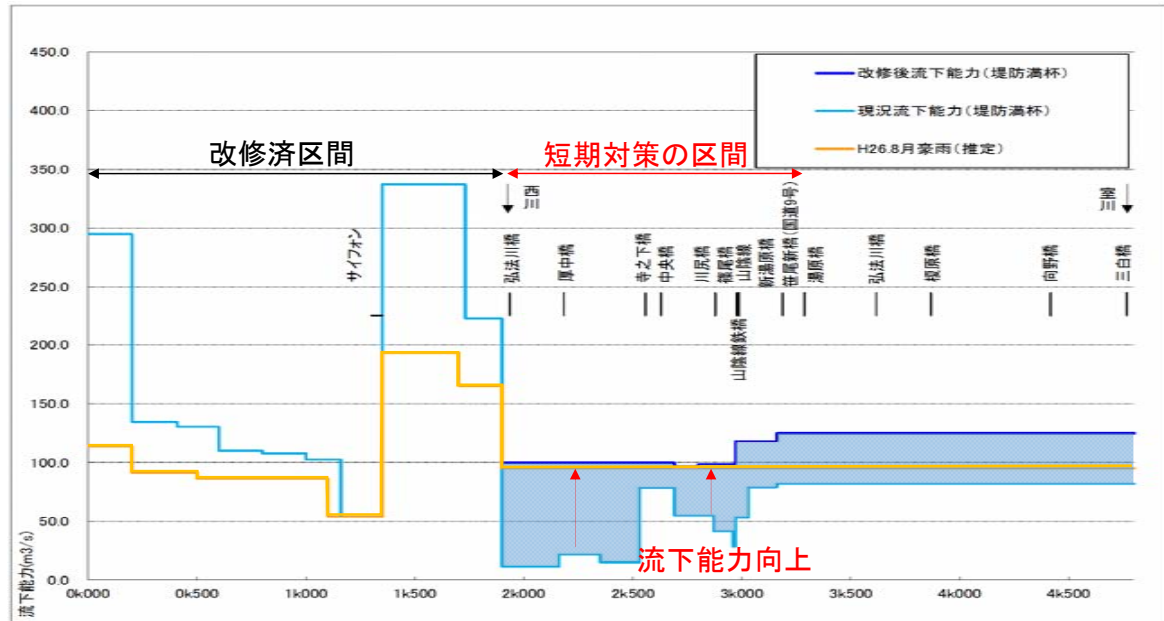 450.0
400.0
350.0
300.0
250.0
200.0
150.0
100.0
50.0
0.0
流下能力(m3/s)
改修後流下能力(堤防満杯)
現況流下能力(堤防満杯)
H26.8月豪雨(推定)
改修済区間
短期対策の区間
サイフォン
西川
弘法川橋
厚中橋
寺之下橋
中央橋
川尻橋
篠尾橋
山陰線
山陰線鉄橋
新湯原橋
笹尾新橋(国道9号)
湯原橋
弘法川橋
榎原橋
向野橋
三白橋
流下能力向上
0k000
0k500
1k000
1k500
2k000
2k500
3k000
3k500
4k000
4k500